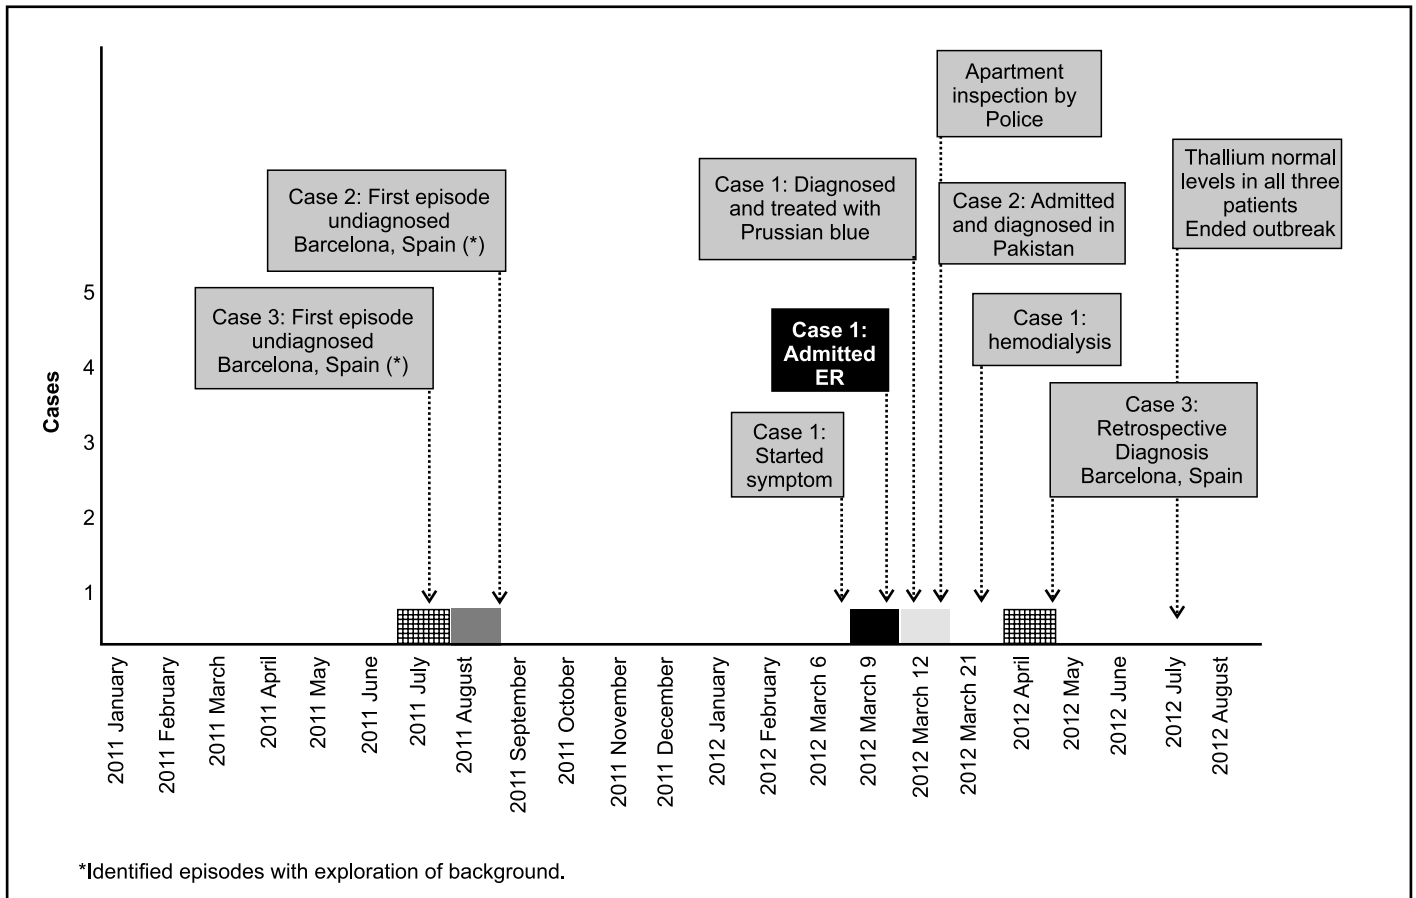 Apartment
inspection by
Police
Thallium normal
levels in all three
patients
Ended outbreak
Case 1: Diagnosed
and treated with
Prussian blue
Case 2: First episode
undiagnosed
Barcelona, Spain (*)
Case 2: Admitted
and diagnosed in
Pakistan
Case 3: First episode
undiagnosed
Barcelona, Spain (*)
Case 1:
hemodialysis
Case 1:
Admitted
ER
Case 3:
Retrospective
Diagnosis
Barcelona, Spain
Case 1:
Started
symptom
Cases
5
4
3
2
1
2011 January
2011 February
2011 March
2011 April
2011 May
2011 June
2011 July
2011 August
2011 September
2011 October
2011 November
2011 December
2012 January
2012 February
2012 March 6
2012 March 9
2012 March 12
2012 March 21
2012 April
2012 May
2012 June
2012 July
2012 August
*Identified episodes with exploration of background.